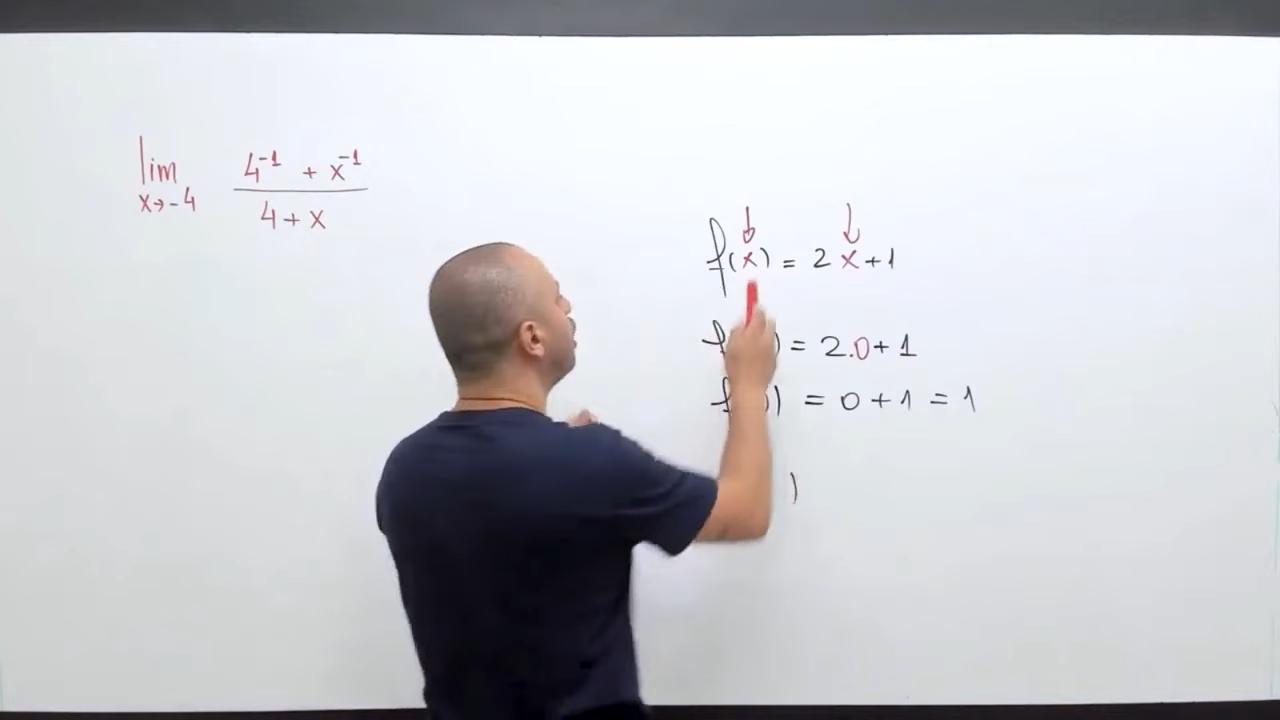 lim
x→-4
4⁻¹ + x⁻¹
4 + x
f(x) = 2x+1
) = 2.0+1
) = 0+1 = 1
)